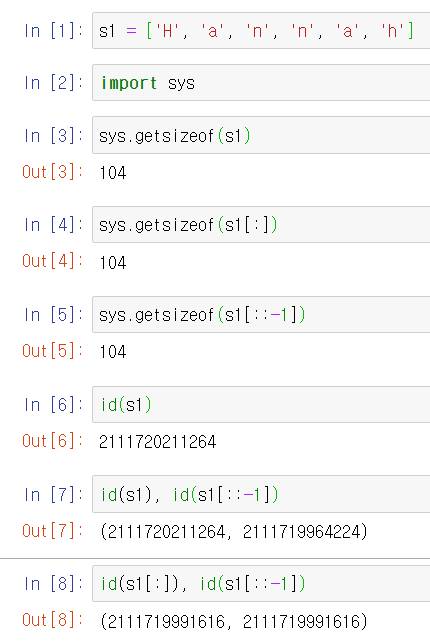 In [1]: s1 = ['H', 'a', 'n', 'n', 'a', 'h']
In [2]: import sys
In [3]: sys.getsizeof(s1)
Out[3]: 104
In [4]: sys.getsizeof(s1[:])
Out[4]: 104
In [5]: sys.getsizeof(s1[::-1])
Out[5]: 104
In [6]: id(s1)
Out[6]: 2111720211264
In [7]: id(s1), id(s1[::-1])
Out[7]: (2111720211264, 2111719964224)
In [8]: id(s1[:]), id(s1[::-1])
Out[8]: (2111719991616, 2111719991616)